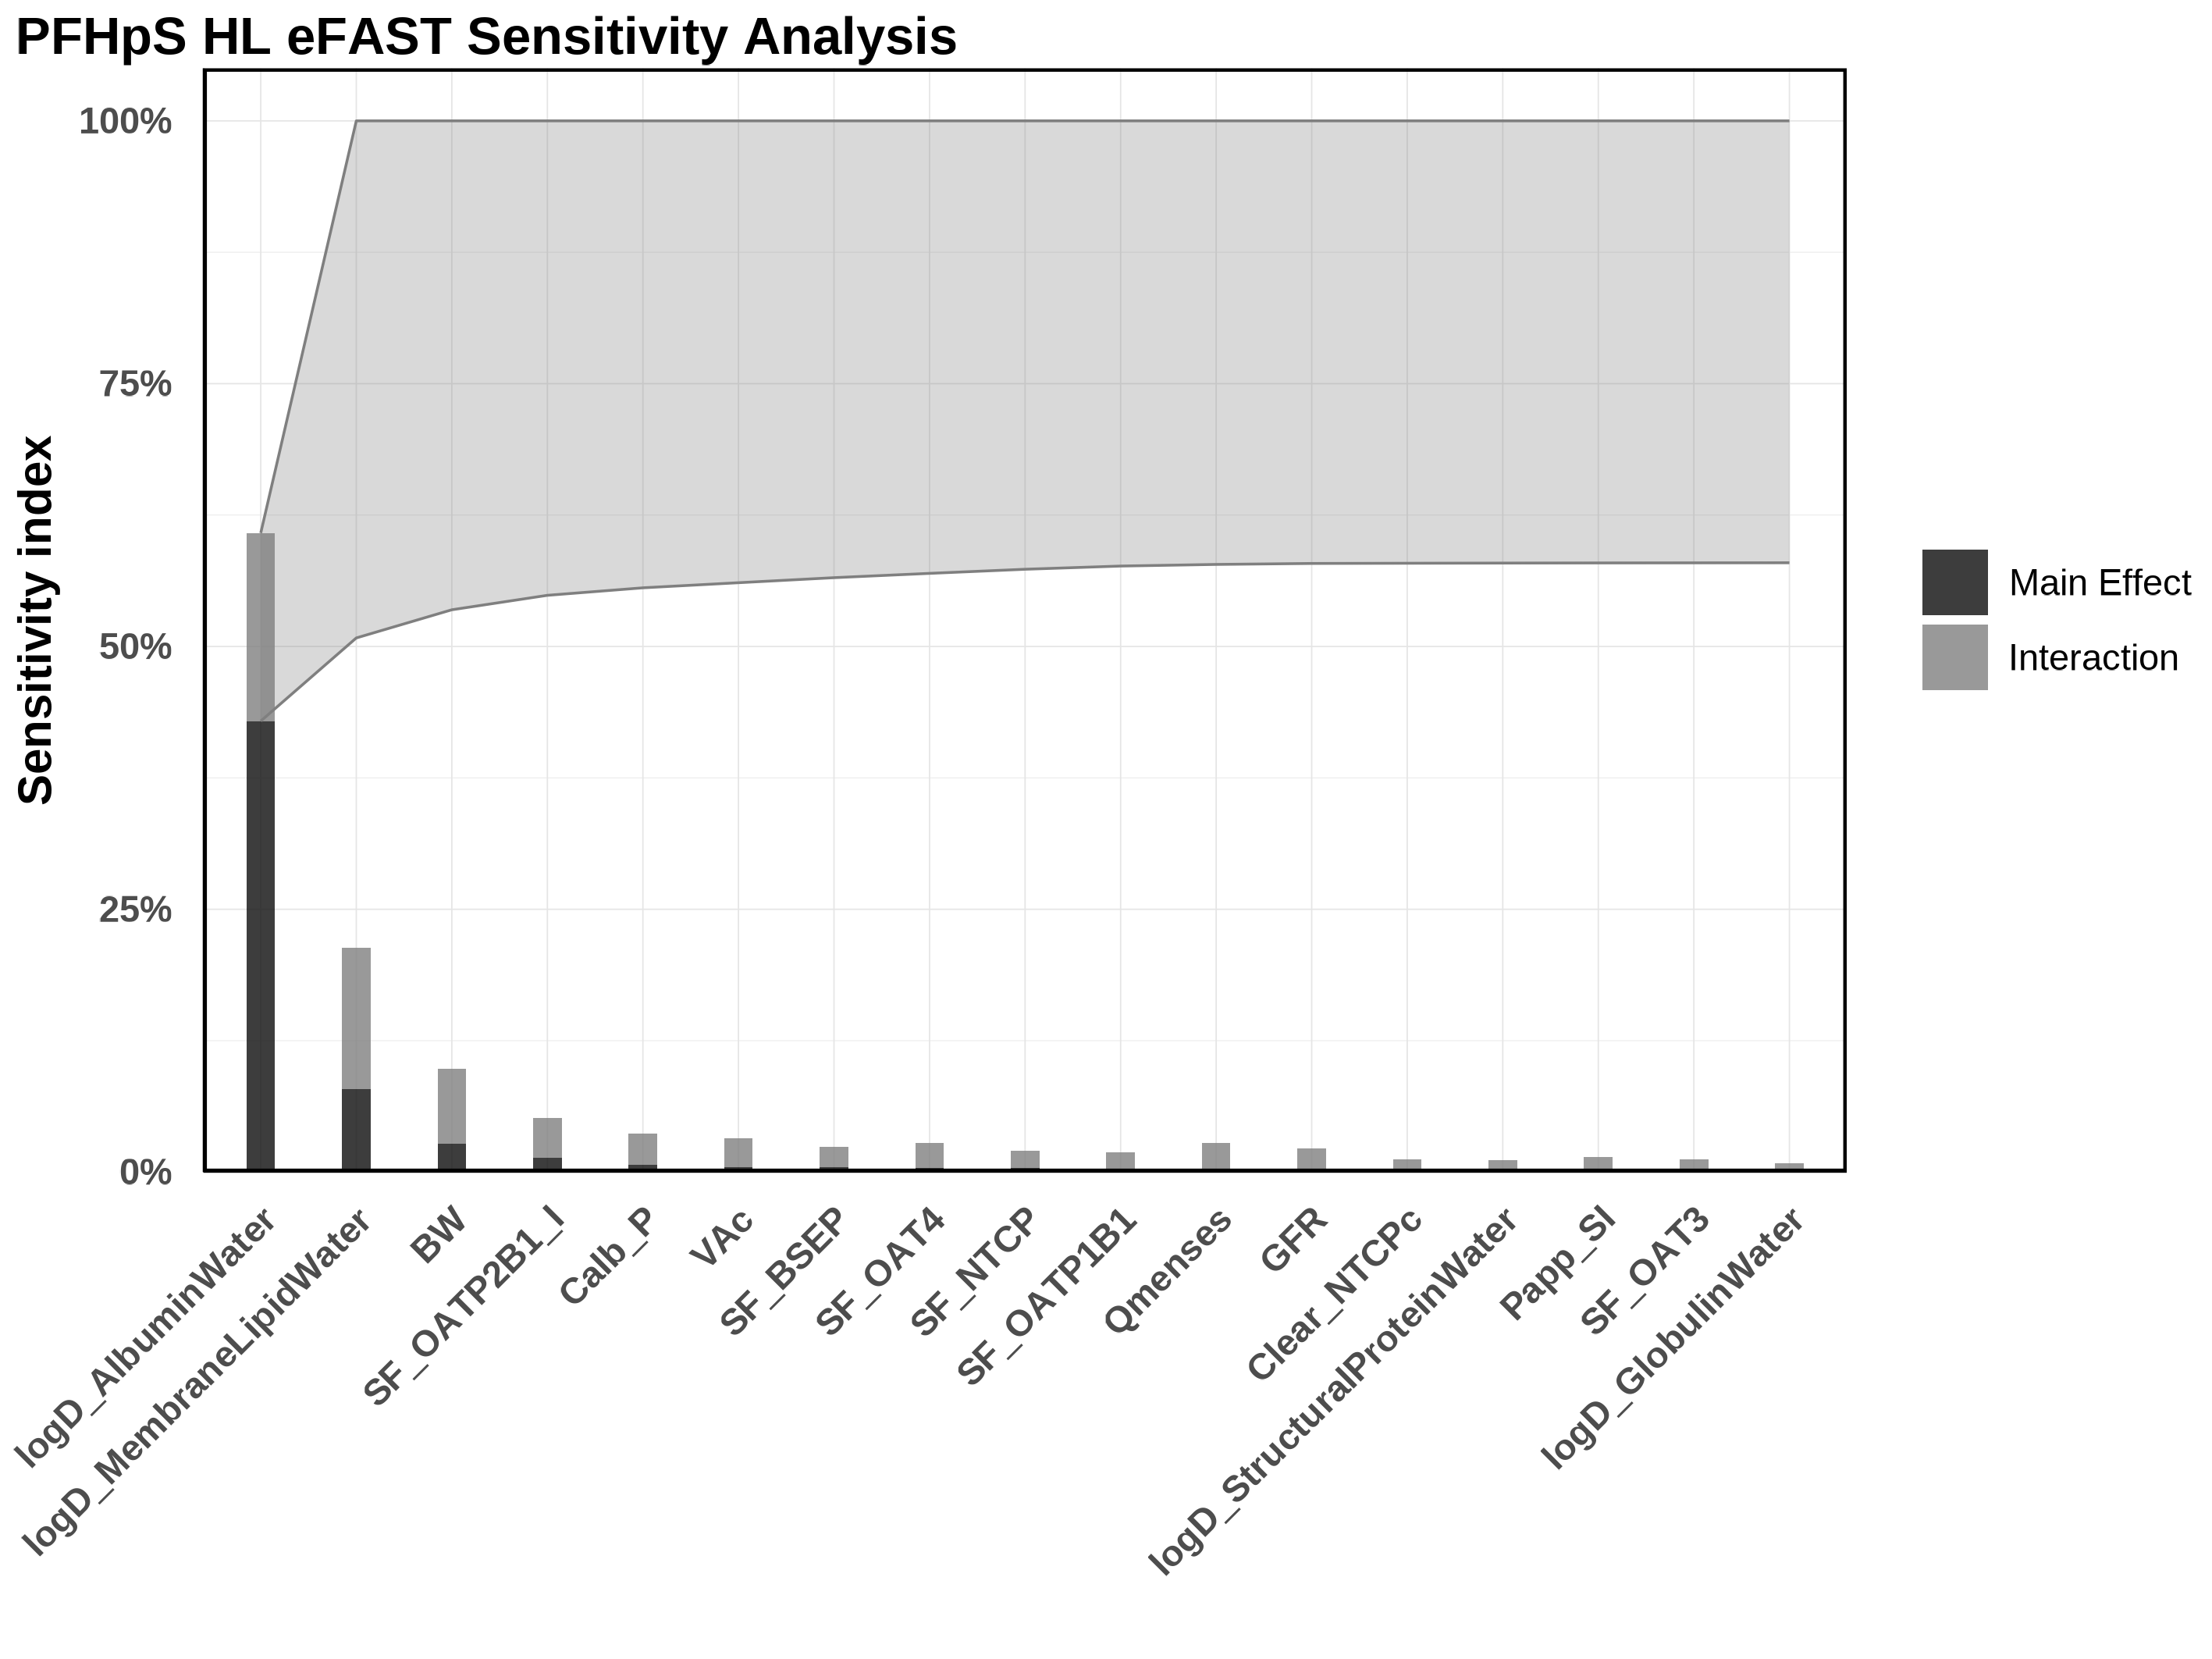 PFHpS HL eFAST Sensitivity Analysis
Sensitivity index
100%
75%
50%
25%
0%
logD_AlbuminWater
logD_MembraneLipidWater
BW
SF_OATP2B1_I
Calb_P
VAc
SF_BSEP
SF_OAT4
SF_NTCP
SF_OATP1B1
Qmenses
GFR
Clear_NTCPc
logD_StructuralProteinWater
Papp_SI
SF_OAT3
logD_GlobulinWater
Main Effect
Interaction